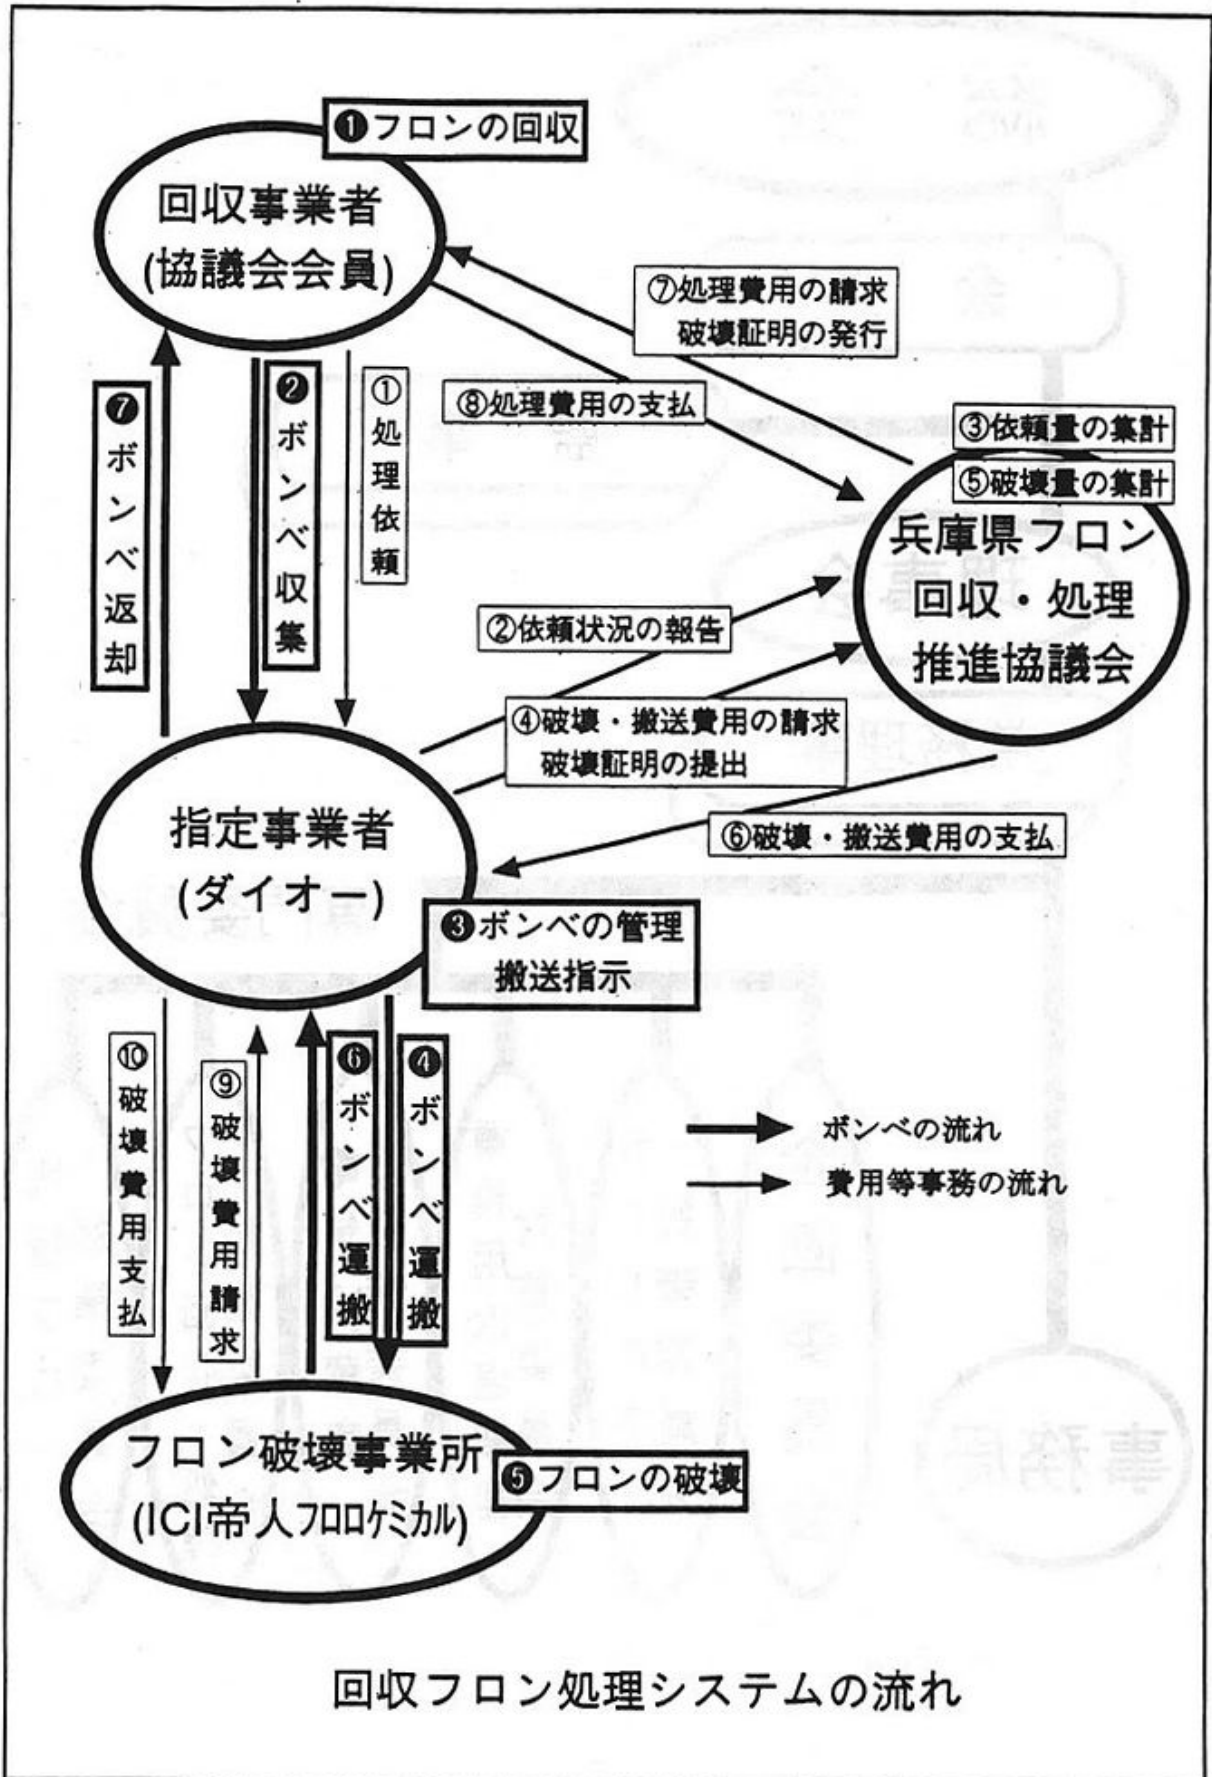 ❶フロンの回収
回収事業者
(協議会会員)
⑦処理費用の請求
破壊証明の発行
⑧処理費用の支払
❼ボンベ返却
❷ボンベ収集
①処理依頼
③依頼量の集計
⑤破壊量の集計
兵庫県フロン
回収・処理
推進協議会
②依頼状況の報告
④破壊・搬送費用の請求
破壊証明の提出
⑥破壊・搬送費用の支払
指定事業者
(ダイオー)
❸ボンベの管理
搬送指示
⑩破壊費用支払
⑨破壊費用請求
❻ボンベ運搬
❹ボンベ運搬
ボンベの流れ
費用等事務の流れ
フロン破壊事業所
(ICI帝人フロロケミカル)
❺フロンの破壊
回収フロン処理システムの流れ